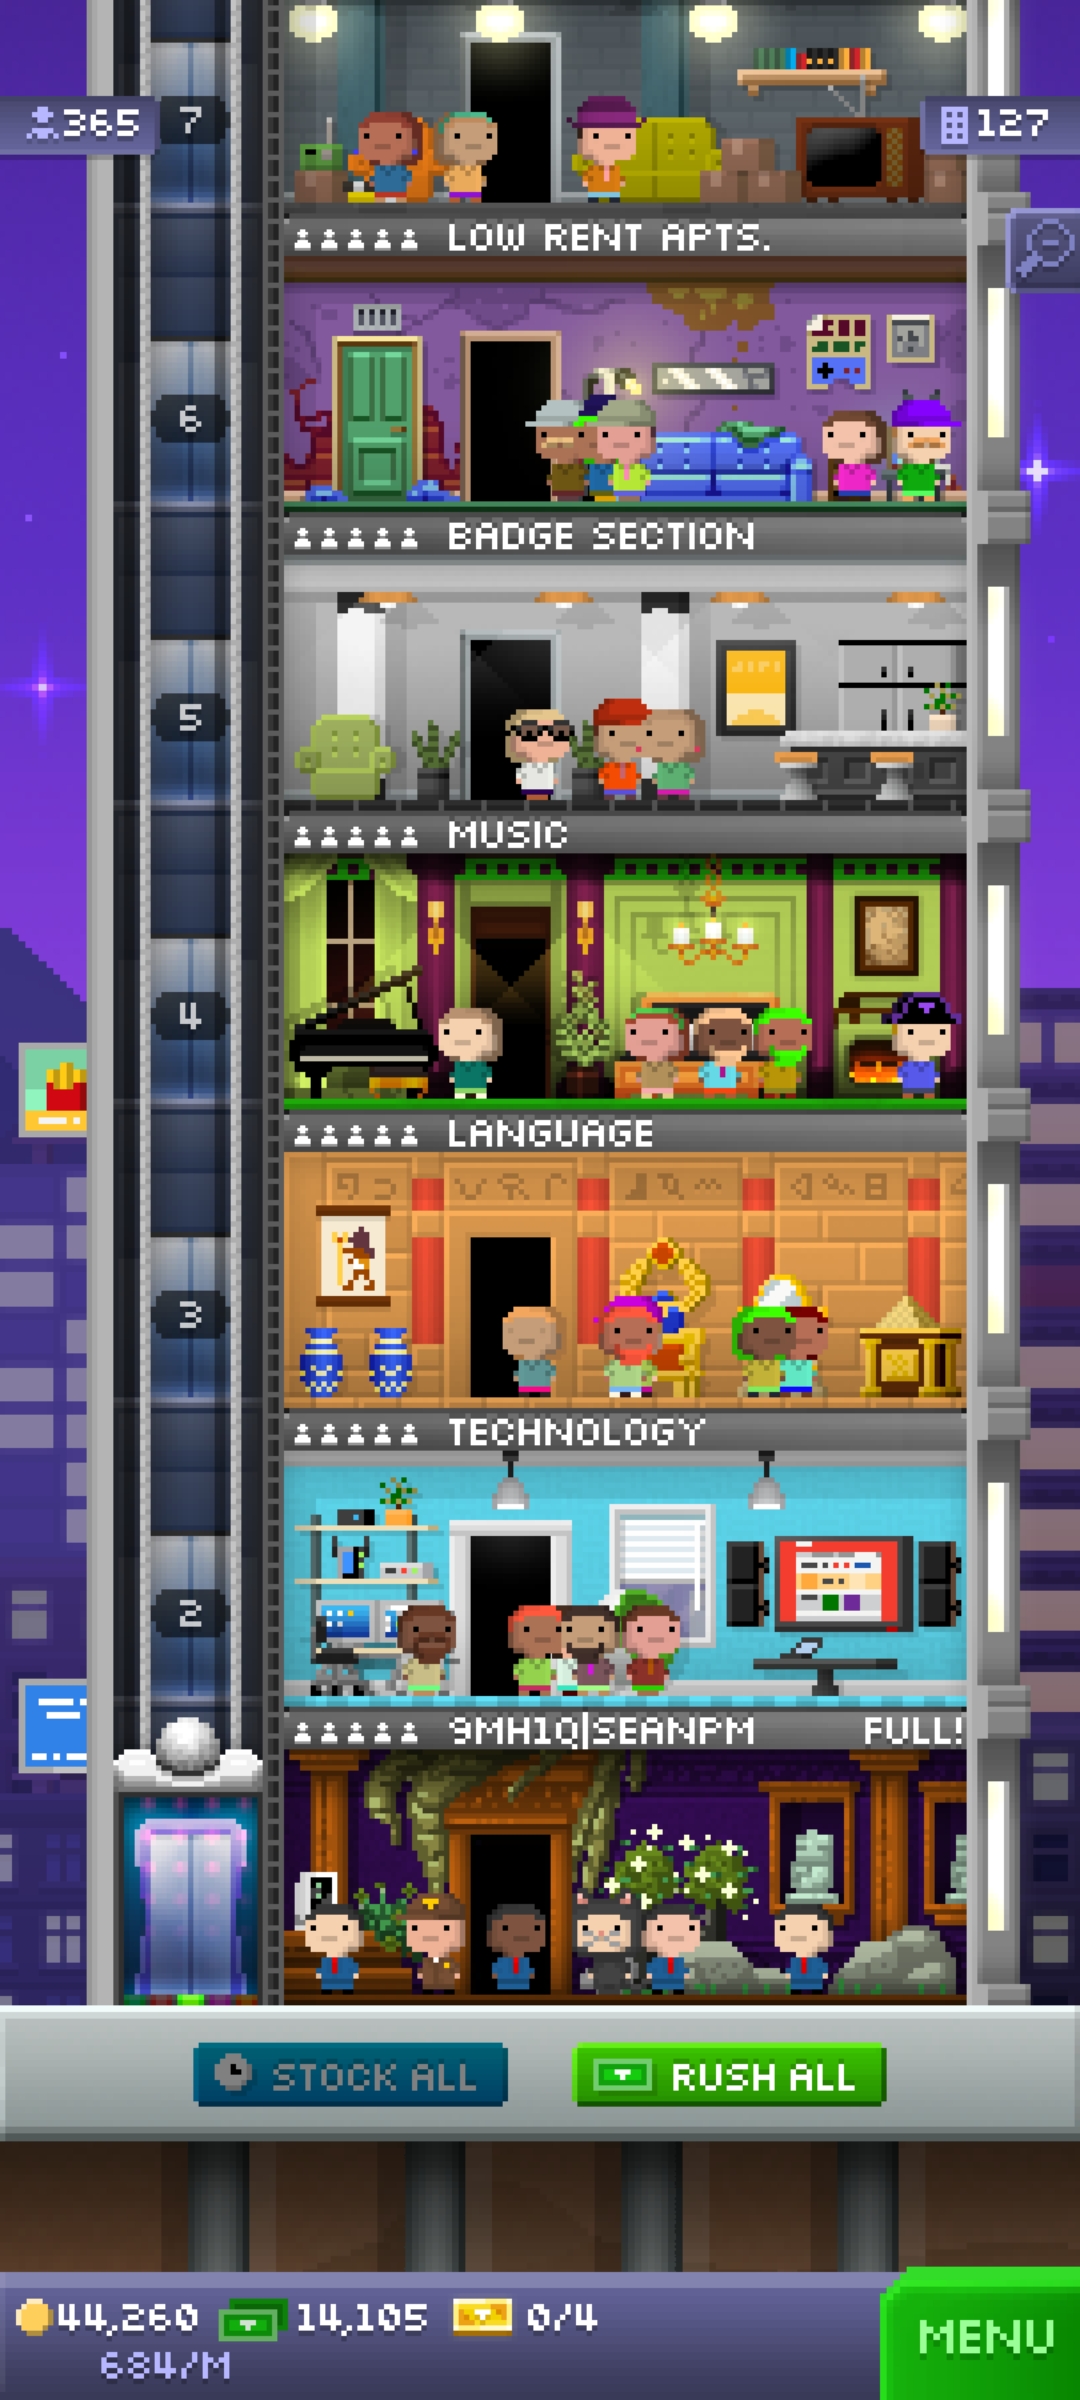 7
365
127
LOW RENT APTS.
6
BADGE SECTION
5
MUSIC
4
LANGUAGE
3
TECHNOLOGY
2
9MH1Q|SEANPM FULL!
STOCK ALL
RUSH ALL
44,260 14,105 0/4
684/M
MENU